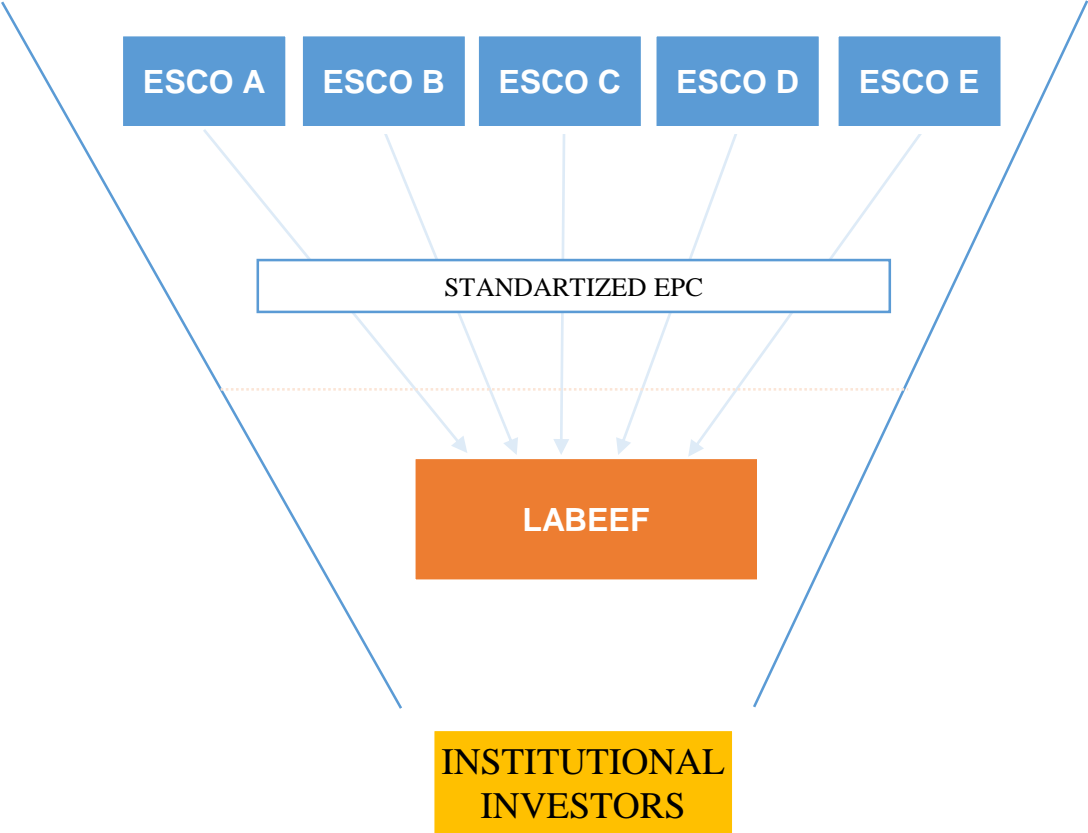 ESCO A
ESCO B
ESCO C
ESCO D
ESCO E
STANDARTIZED EPC
LABEEF
INSTITUTIONAL
INVESTORS